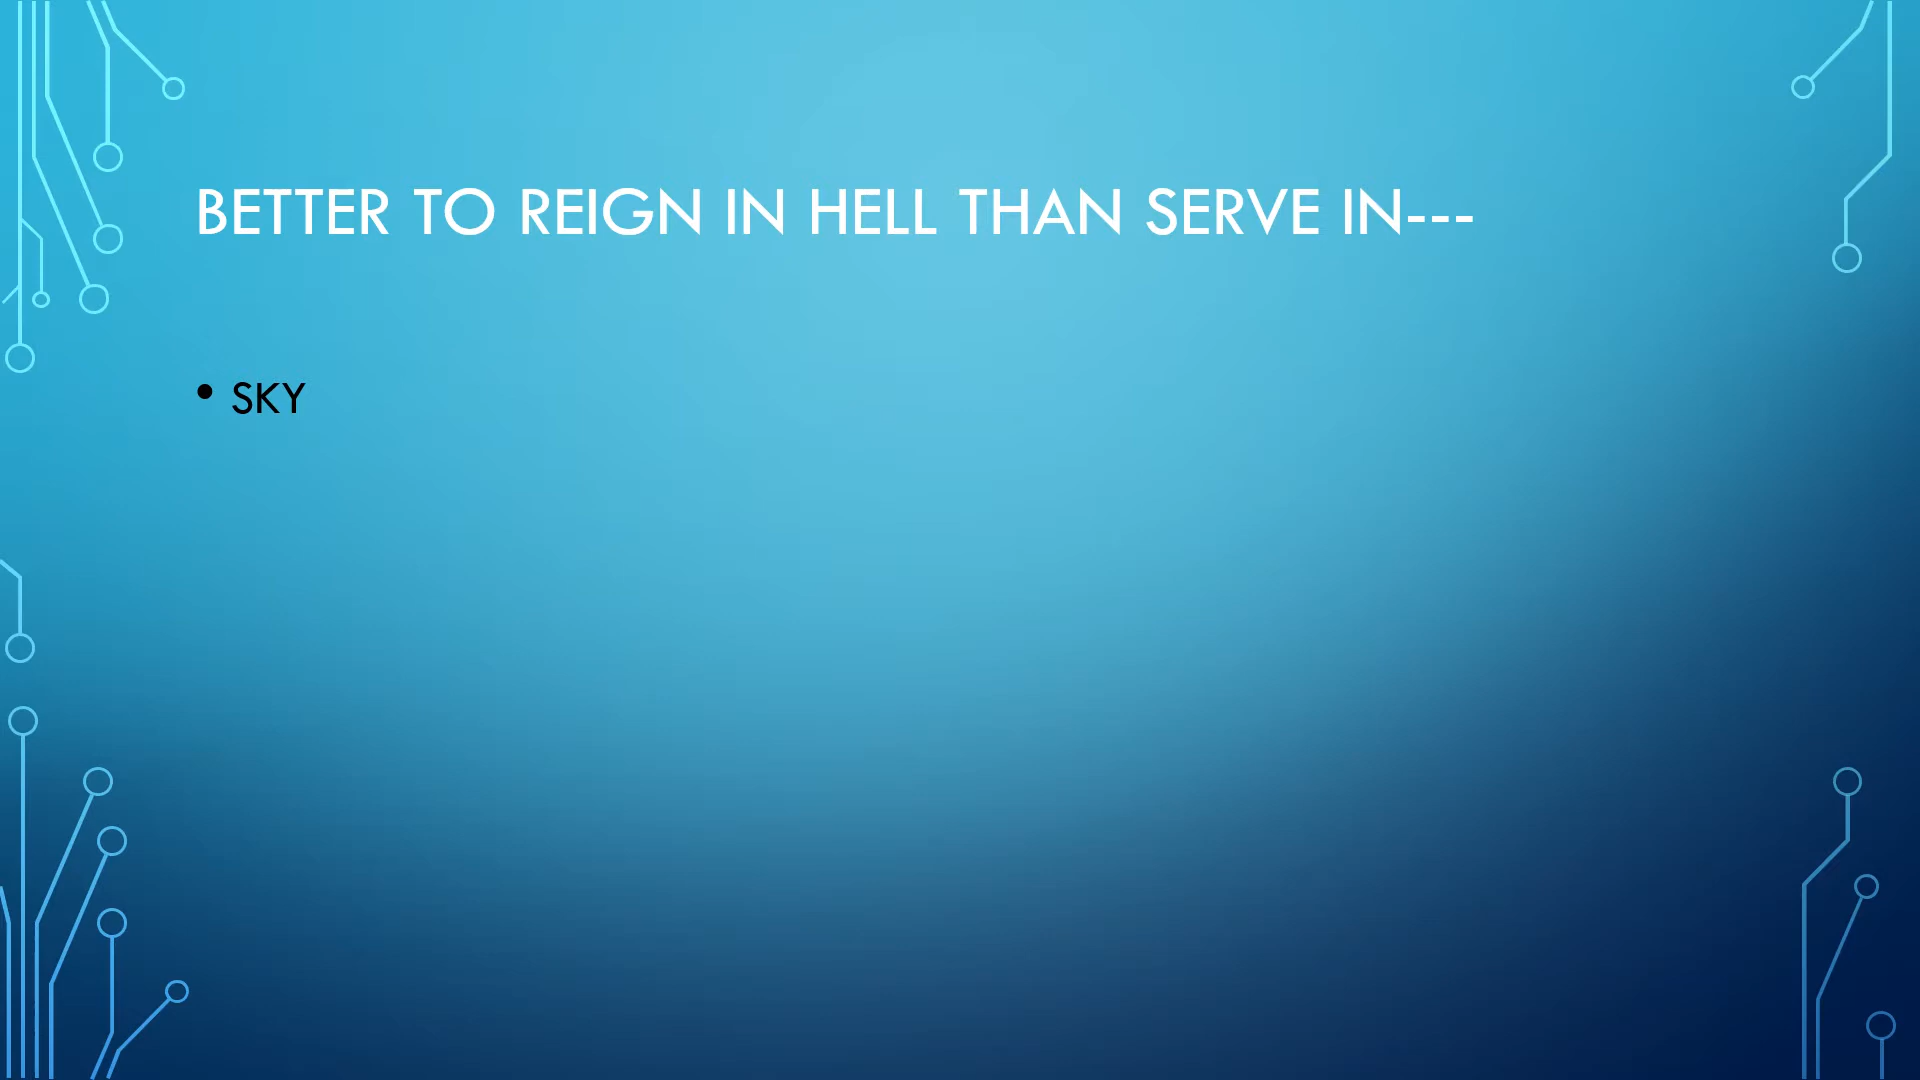 BETTER TO REIGN IN HELL THAN SERVE IN---
• SKY